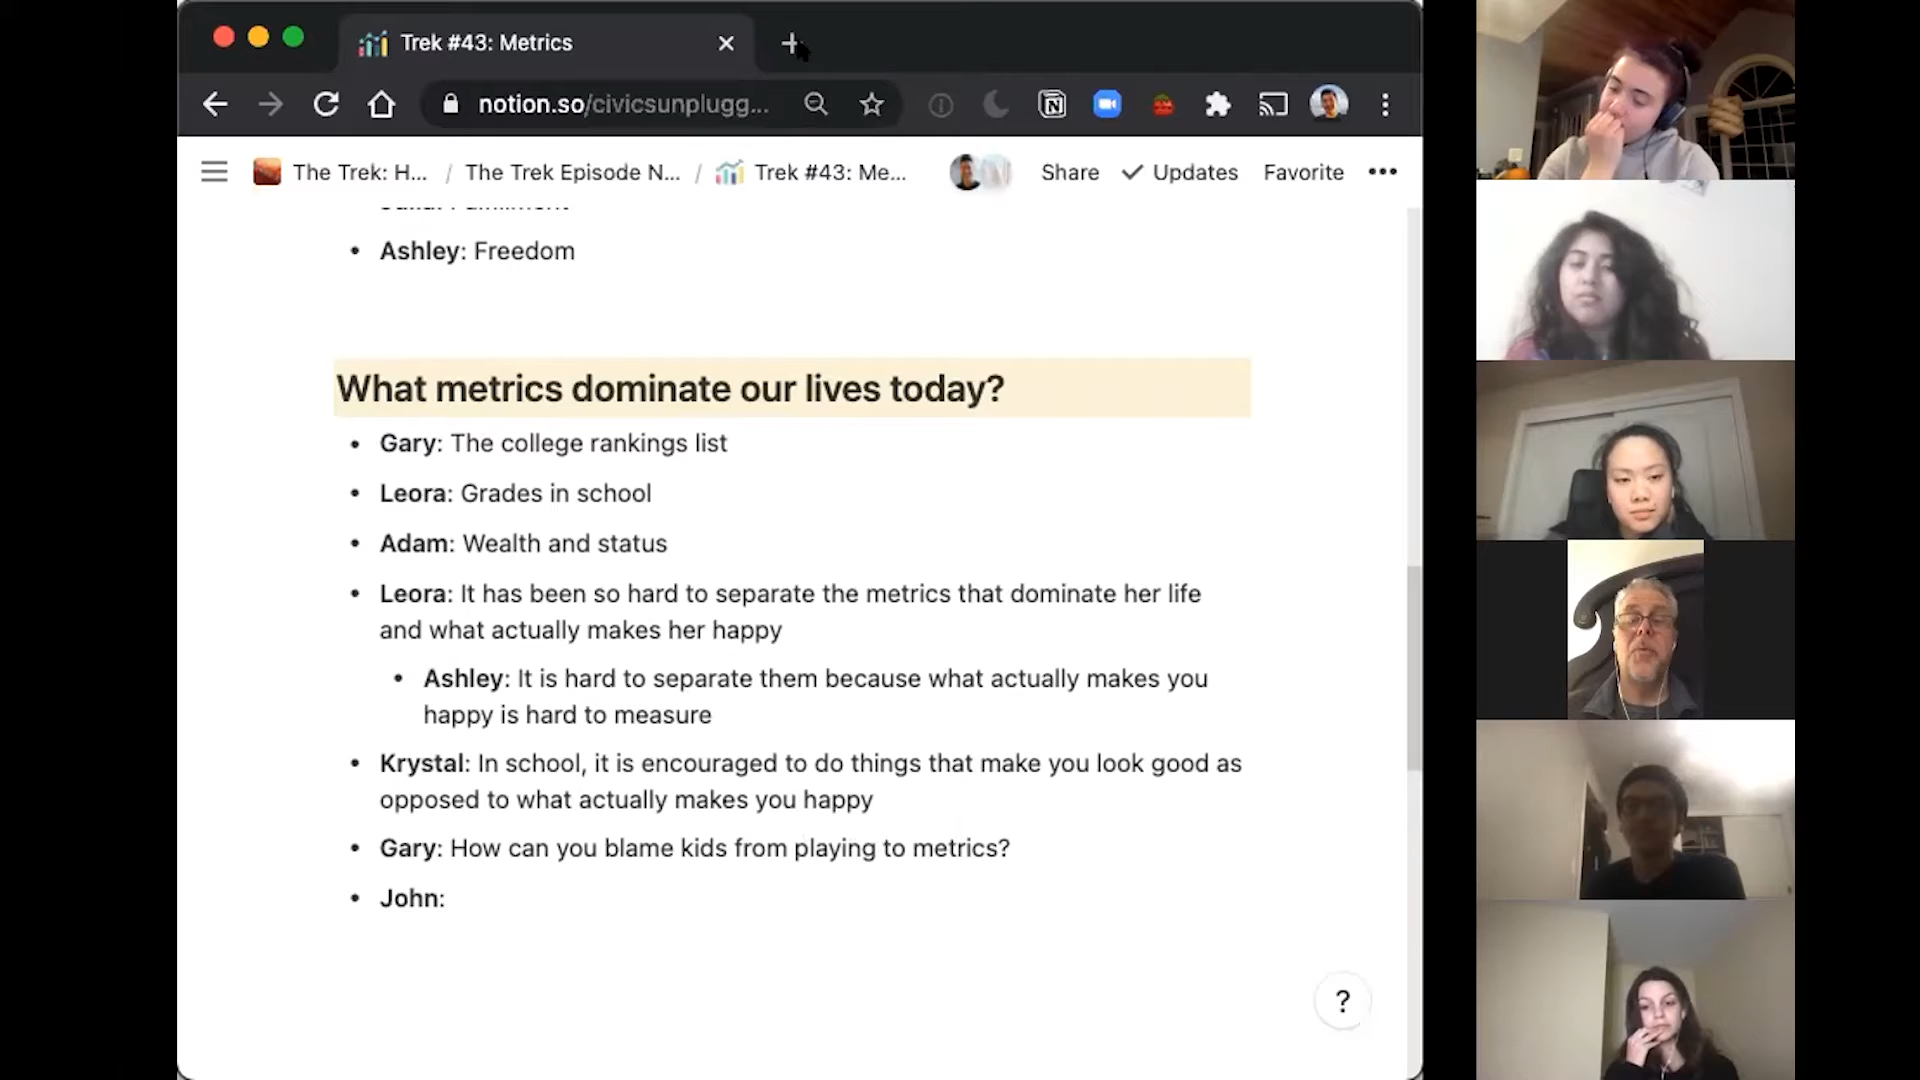 Trek #43: Metrics
notion.so/civicsunplugg...
The Trek: H... / The Trek Episode N... / Trek #43: Me... Share Updates Favorite
• Ashley: Freedom
What metrics dominate our lives today?
• Gary: The college rankings list
• Leora: Grades in school
• Adam: Wealth and status
• Leora: It has been so hard to separate the metrics that dominate her life
and what actually makes her happy
• Ashley: It is hard to separate them because what actually makes you
happy is hard to measure
• Krystal: In school, it is encouraged to do things that make you look good as
opposed to what actually makes you happy
• Gary: How can you blame kids from playing to metrics?
• John:
?